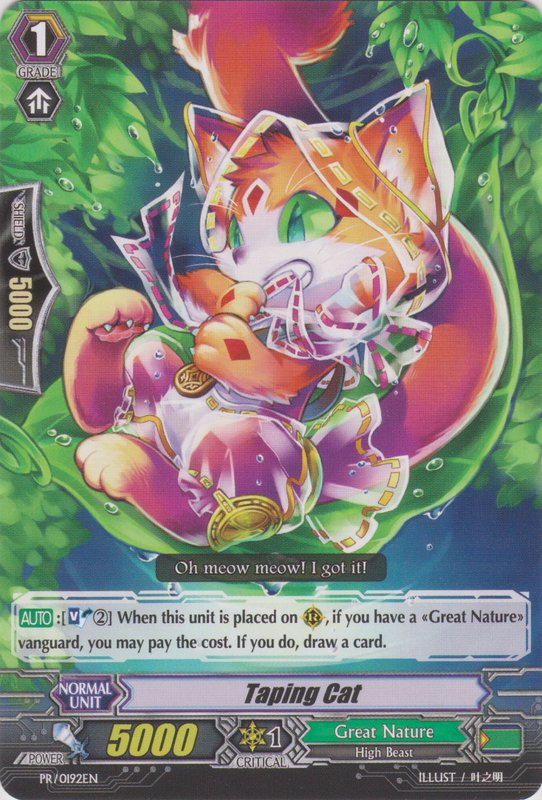 1
GRADE
SHIELD
5000
Oh meow meow! I got it!
AUTO :[V ②] When this unit is placed on R, if you have a «Great Nature»
vanguard, you may pay the cost. If you do, draw a card.
NORMAL
UNIT
Taping Cat
POWER
5000
1
CRITICAL
Great Nature
High Beast
PR/0192EN
ILLUST / 叶之明